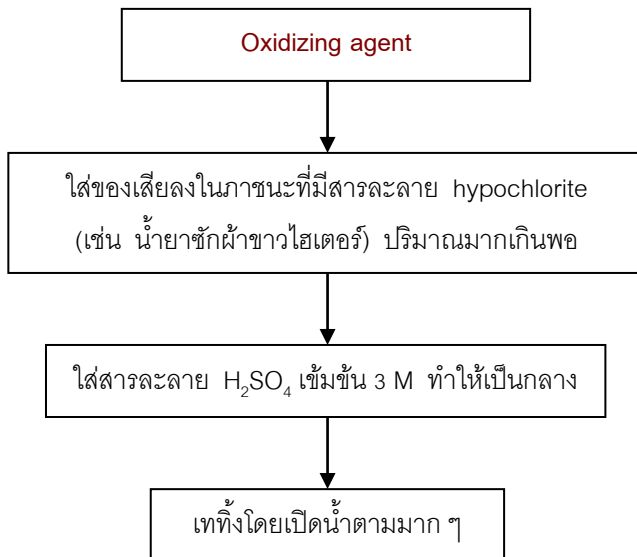 Oxidizing agent
ใส่ของเสียลงในภาชนะที่มีสารละลาย hypochlorite
(เช่น น้ำยาซักผ้าขาวไฮเตอร์) ปริมาณมากเกินพอ
ใส่สารละลาย H₂SO₄ เข้มข้น 3 M ทำให้เป็นกลาง
เททิ้งโดยเปิดน้ำตามมาก ๆ